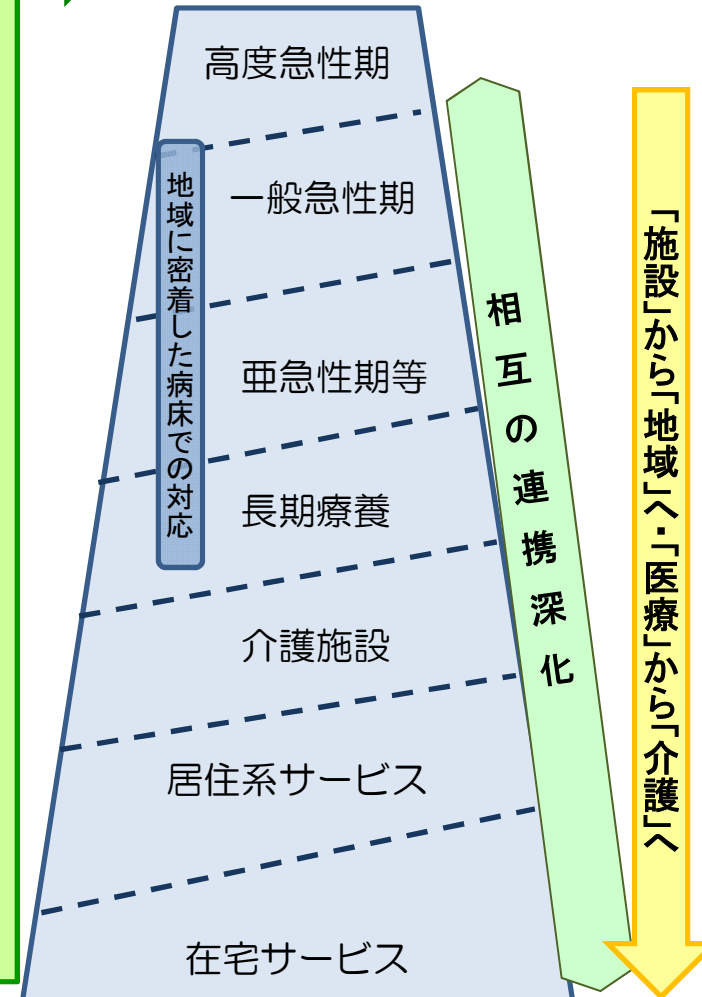 高度急性期
一般急性期
亜急性期等
長期療養
介護施設
居住系サービス
在宅サービス
地域に密着した病床での対応
相互の連携深化
「施設」から「地域」へ・「医療」から「介護」へ